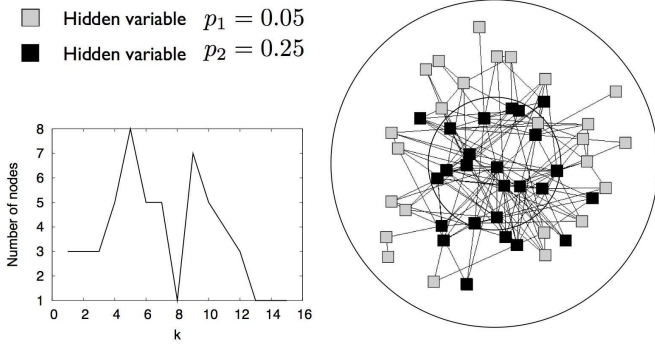 Hidden variable p₁ = 0.05
Hidden variable p₂ = 0.25
Number of nodes
8
7
6
5
4
3
2
1
0 2 4 6 8 10 12 14 16
k